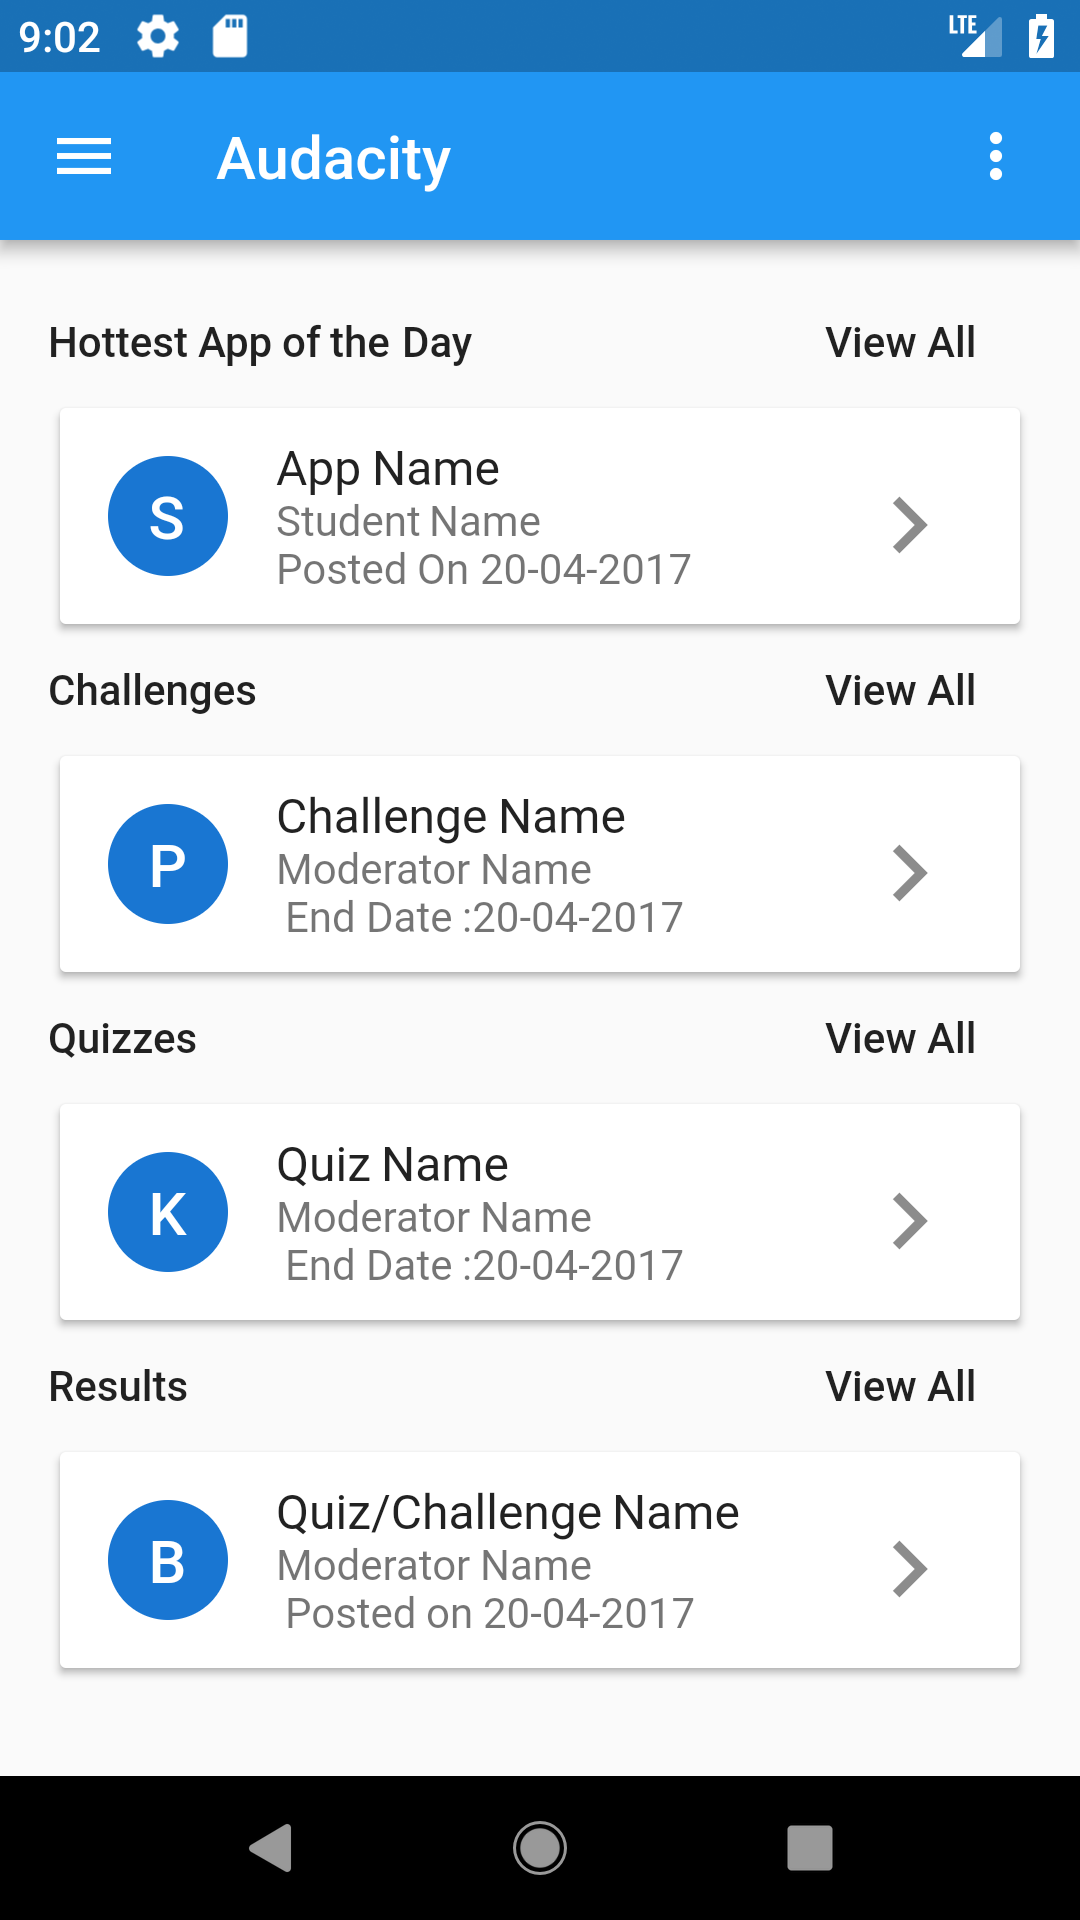 9:02 LTE
Audacity
Hottest App of the Day View All
S
App Name
Student Name
Posted On 20-04-2017
Challenges View All
P
Challenge Name
Moderator Name
End Date :20-04-2017
Quizzes View All
K
Quiz Name
Moderator Name
End Date :20-04-2017
Results View All
B
Quiz/Challenge Name
Moderator Name
Posted on 20-04-2017